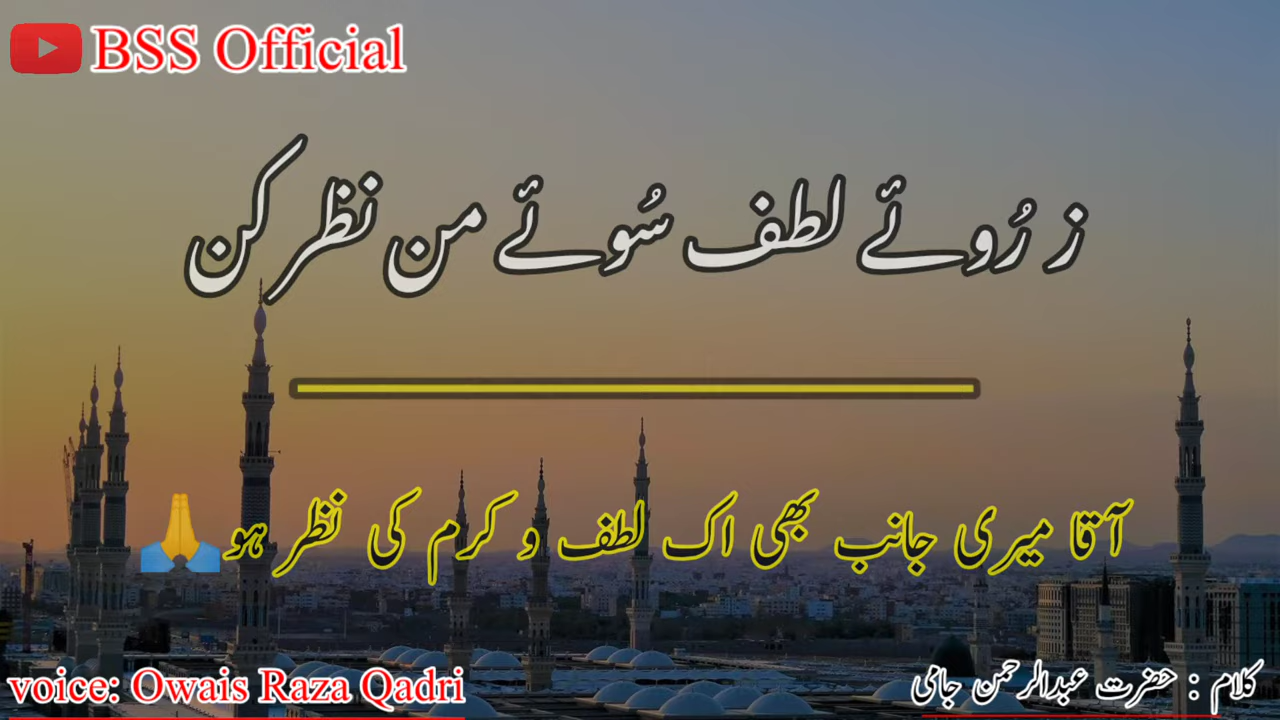 BSS Official
ز رُوئے لطف سُوئے من نظر کن
آقا میری جانب بھی اک لطف و کرم کی نظر ہو🙏
voice: Owais Raza Qadri
کلام : حضرت عبدالرحمن جامی